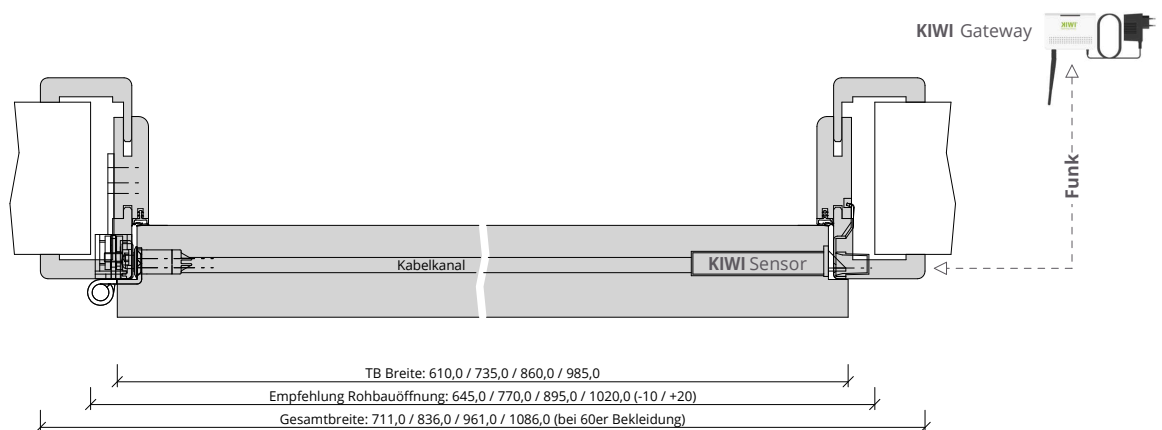 KIWI Gateway
KIWI
Funk
Kabelkanal
KIWI Sensor
TB Breite: 610,0 / 735,0 / 860,0 / 985,0
Empfehlung Rohbauöffnung: 645,0 / 770,0 / 895,0 / 1020,0 (-10 / +20)
Gesamtbreite: 711,0 / 836,0 / 961,0 / 1086,0 (bei 60er Bekleidung)